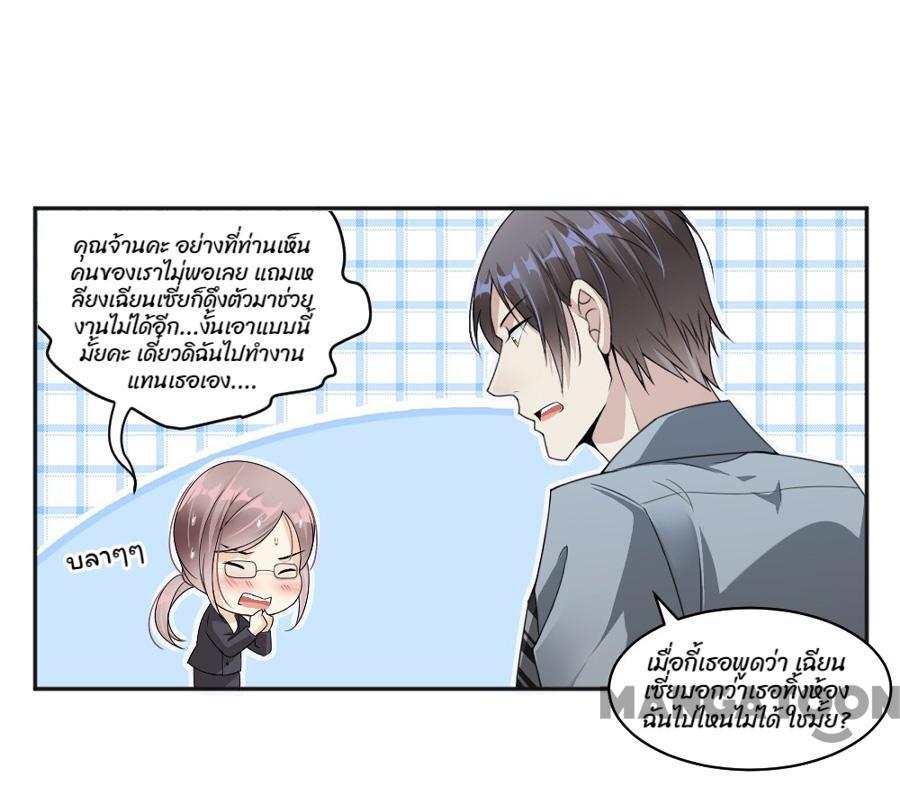 คุณจ้านคะ อย่างที่ท่านเห็น
คนของเราไม่พอเลย แถมเห
ลียงเฉียนเซี่ยก็ดึงตัวมาช่วย
งานไม่ได้อีก...งั้นเอาแบบนี้
มั้ยคะ เดี๋ยวดิฉันไปทำงาน
แทนเธอเอง....
บลาๆๆ
เมื่อกี้เธอพูดว่า เฉียน
เซี่ยบอกว่าเธอทิ้งห้อง
ฉันไปไหนไม่ได้ ใช่มั้ย?
MANGATOON